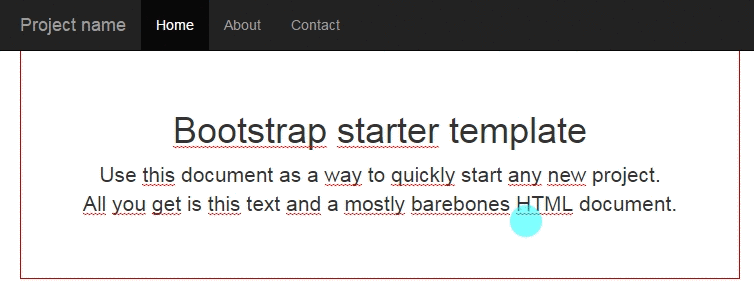 Project name Home About Contact
Bootstrap starter template
Use this document as a way to quickly start any new project.
All you get is this text and a mostly barebones HTML document.